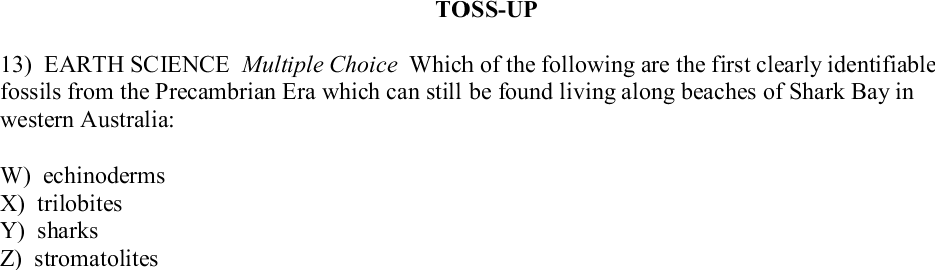 TOSS-UP
13) EARTH SCIENCE Multiple Choice Which of the following are the first clearly identifiable
fossils from the Precambrian Era which can still be found living along beaches of Shark Bay in
western Australia:
W) echinoderms
X) trilobites
Y) sharks
Z) stromatolites